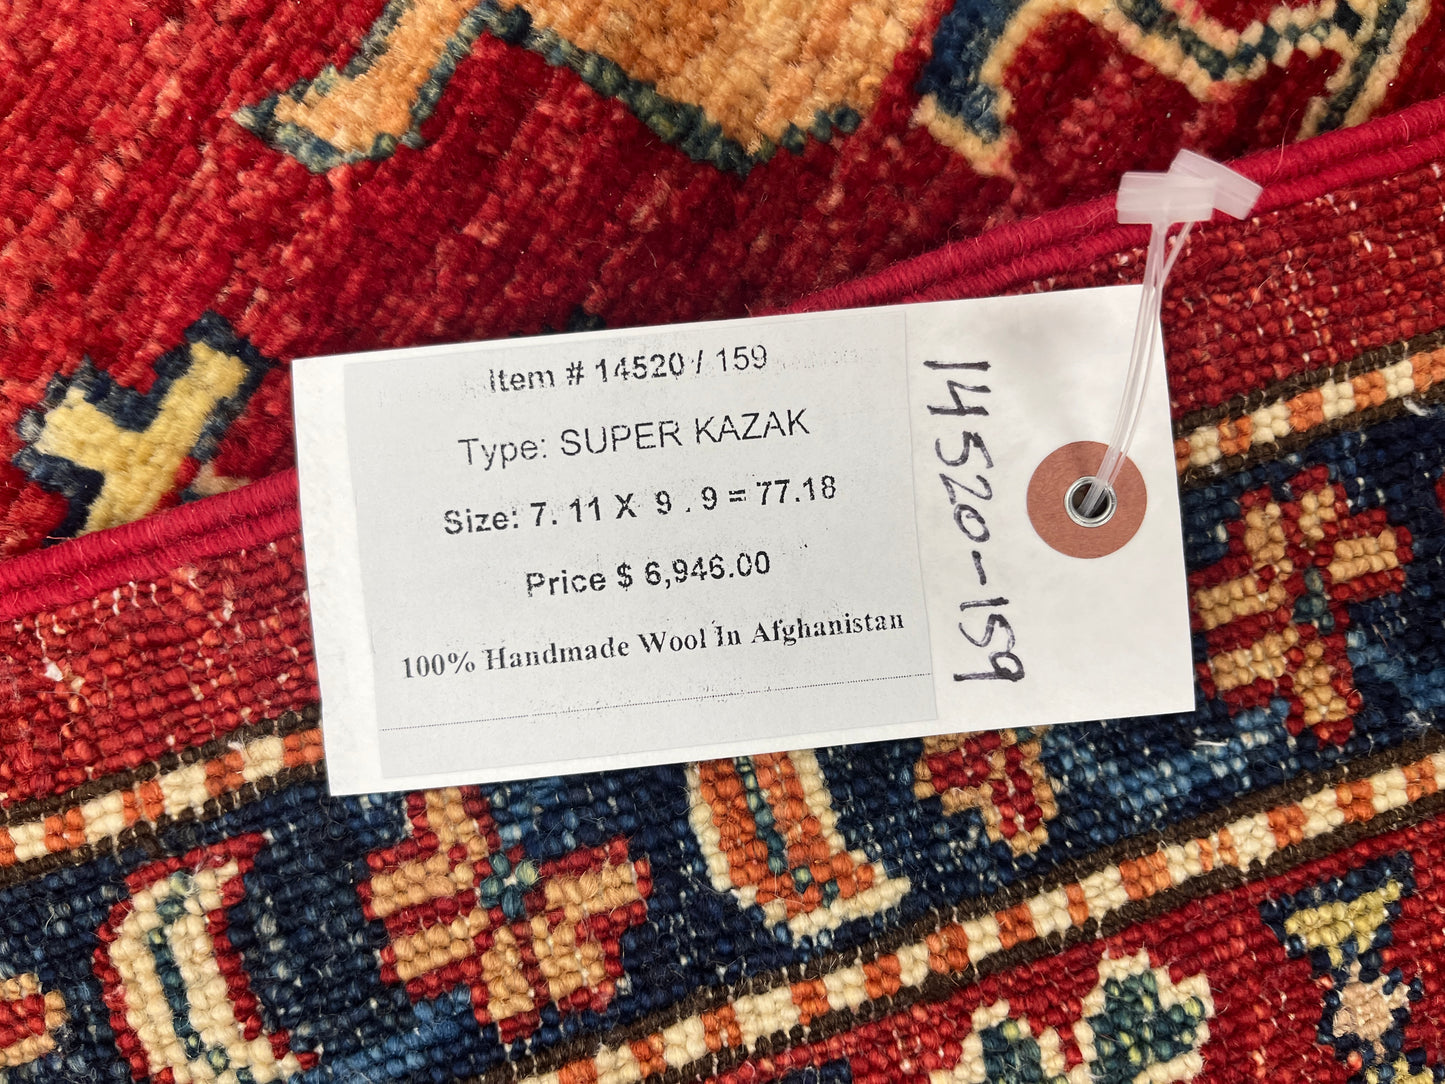 Item # 14520 / 159
Type: SUPER KAZAK
Size: 7. 11 X 9 . 9 = 77.18
Price $ 6,946.00
100% Handmade Wool In Afghanistan
14520-159